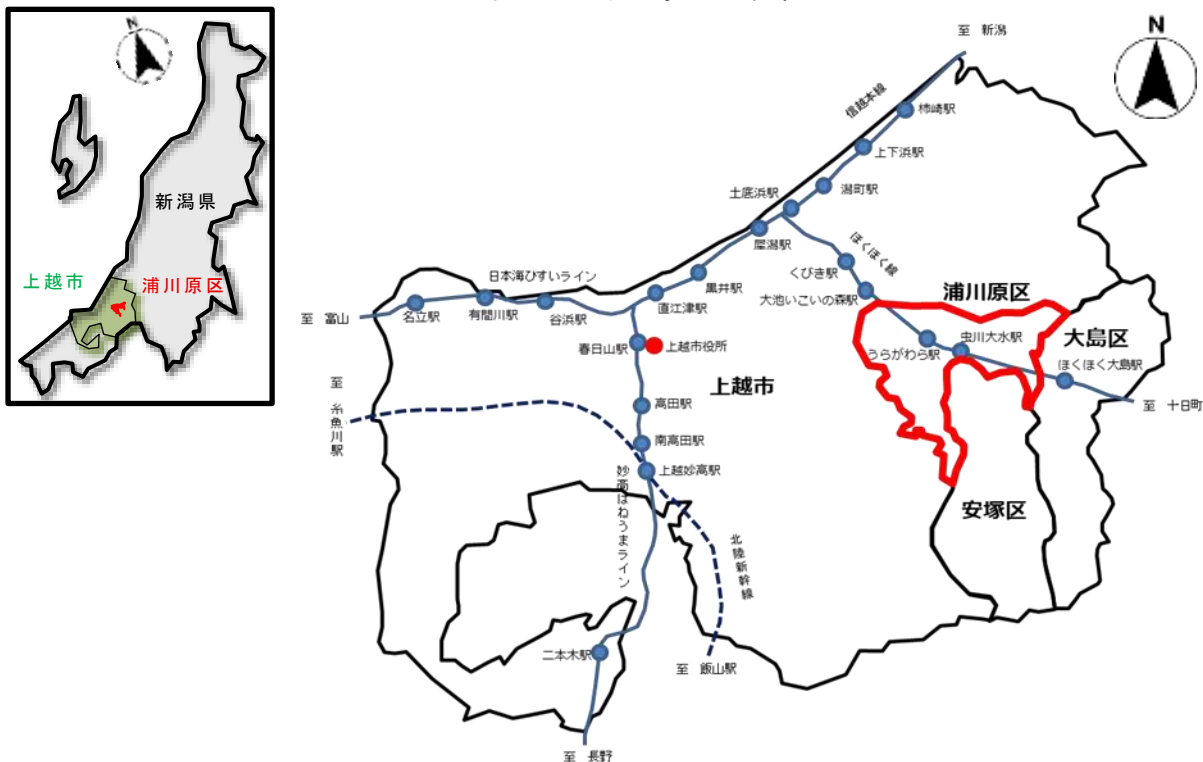 N
新潟県
上越市
浦川原区
N
至 新潟
信越本線
柿崎駅
上下浜駅
潟町駅
土底浜駅
犀潟駅
ほくほく線
くびき駅
黒井駅
日本海ひすいライン
大池いこいの森駅
浦川原区
直江津駅
大島区
至 富山
名立駅
有間川駅
谷浜駅
春日山駅
上越市役所
うらがわら駅
虫川大水駅
ほくほく大島駅
上越市
至 糸魚川駅
高田駅
至 十日町
南高田駅
上越妙高駅
妙高はねうまライン
安塚区
北陸新幹線
二本木駅
至 飯山駅
至 長野